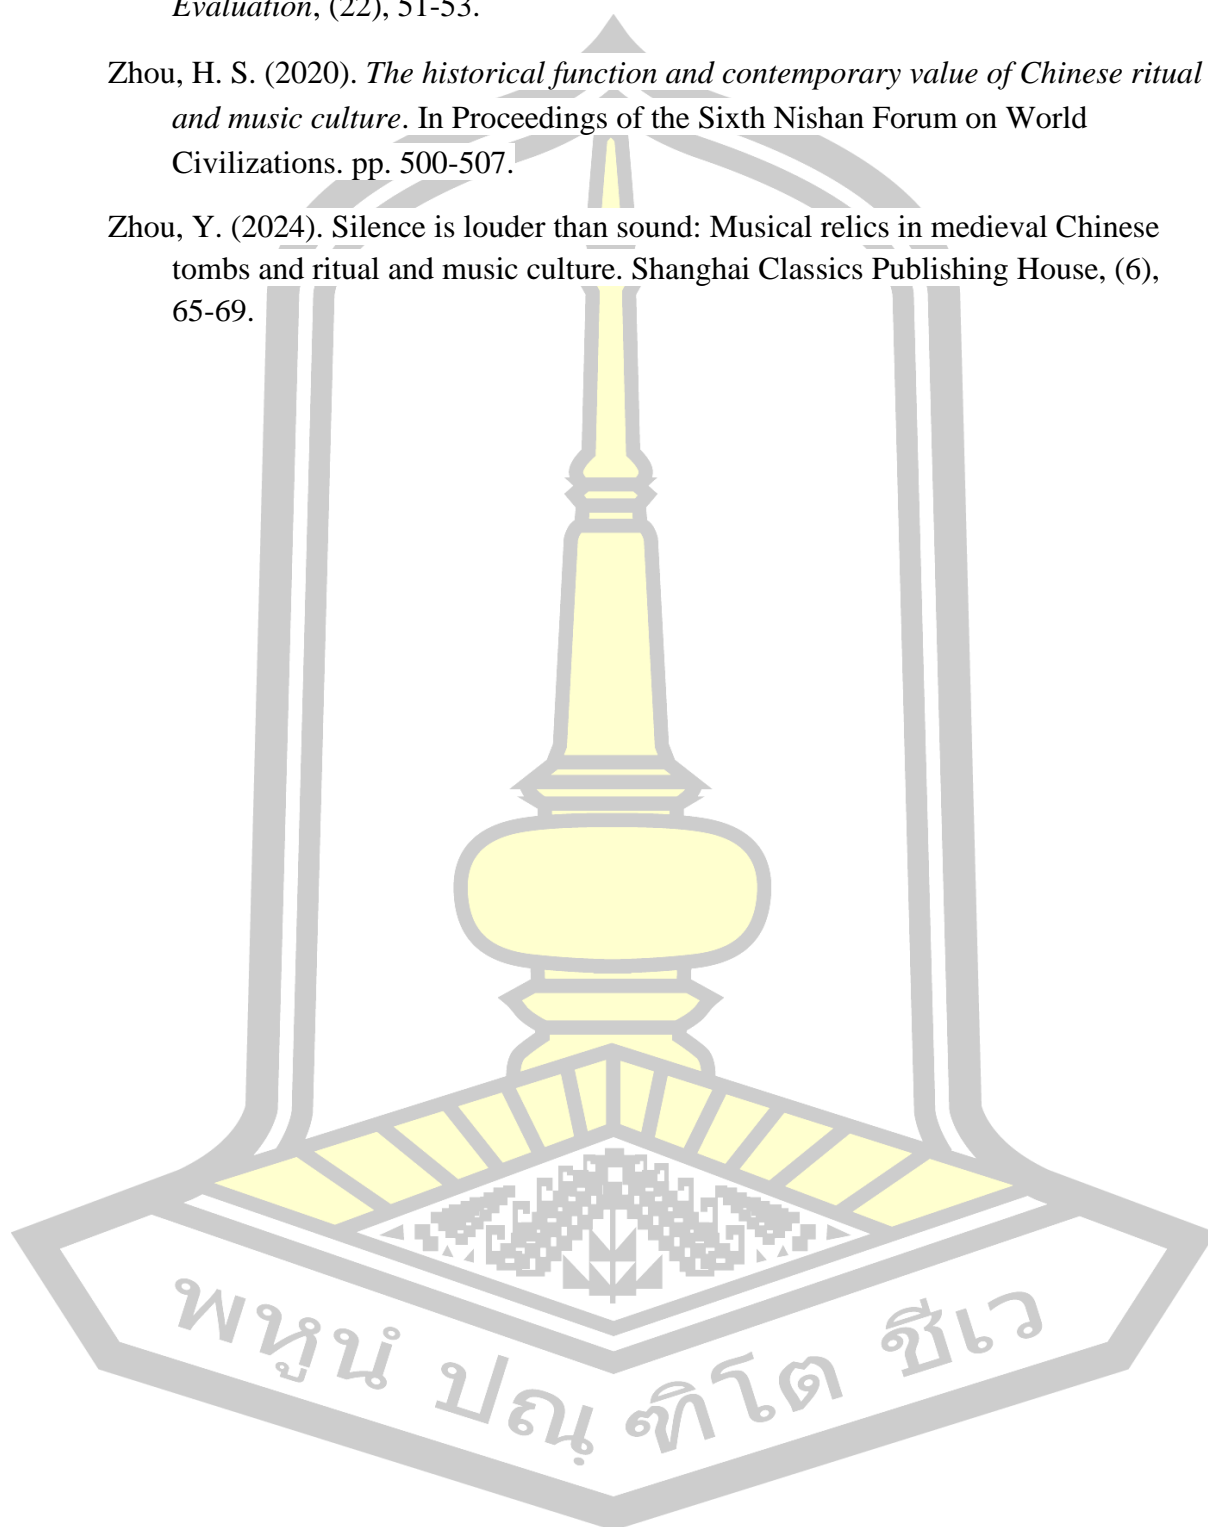 Evaluation, (22), 51-53.
Zhou, H. S. (2020). The historical function and contemporary value of Chinese ritual
and music culture. In Proceedings of the Sixth Nishan Forum on World
Civilizations. pp. 500-507.
Zhou, Y. (2024). Silence is louder than sound: Musical relics in medieval Chinese
tombs and ritual and music culture. Shanghai Classics Publishing House, (6),
65-69.
พหูนํ ปณฺฑิโต ชีเว